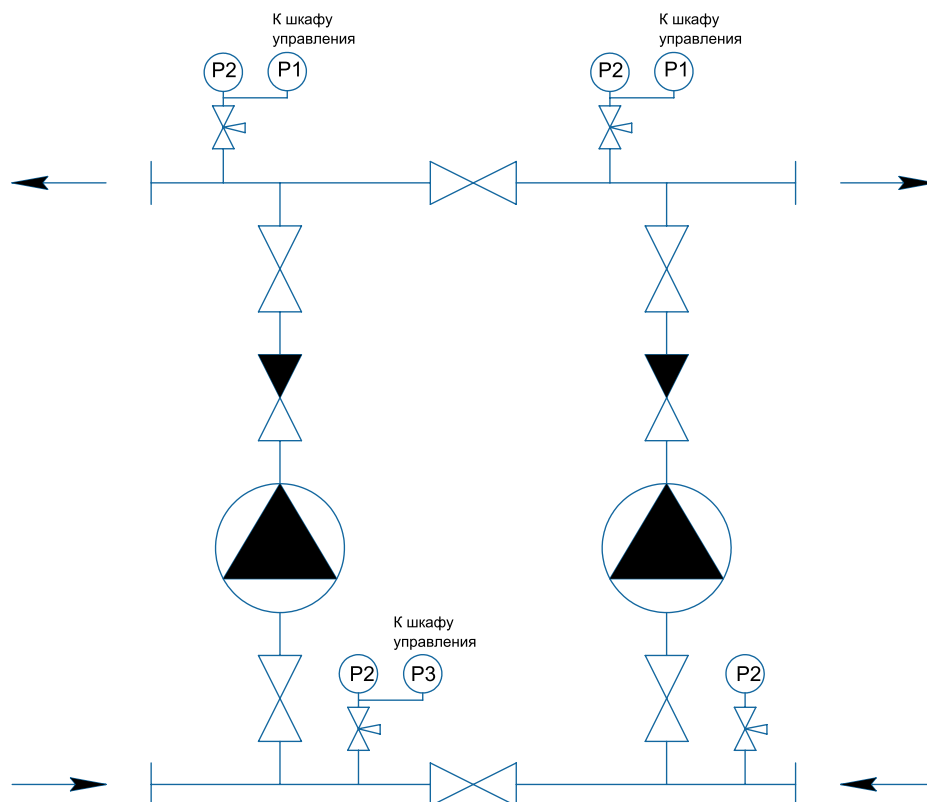 К шкафу
управления
К шкафу
управления
P2
P1
P2
P1
К шкафу
управления
P2
P3
P2